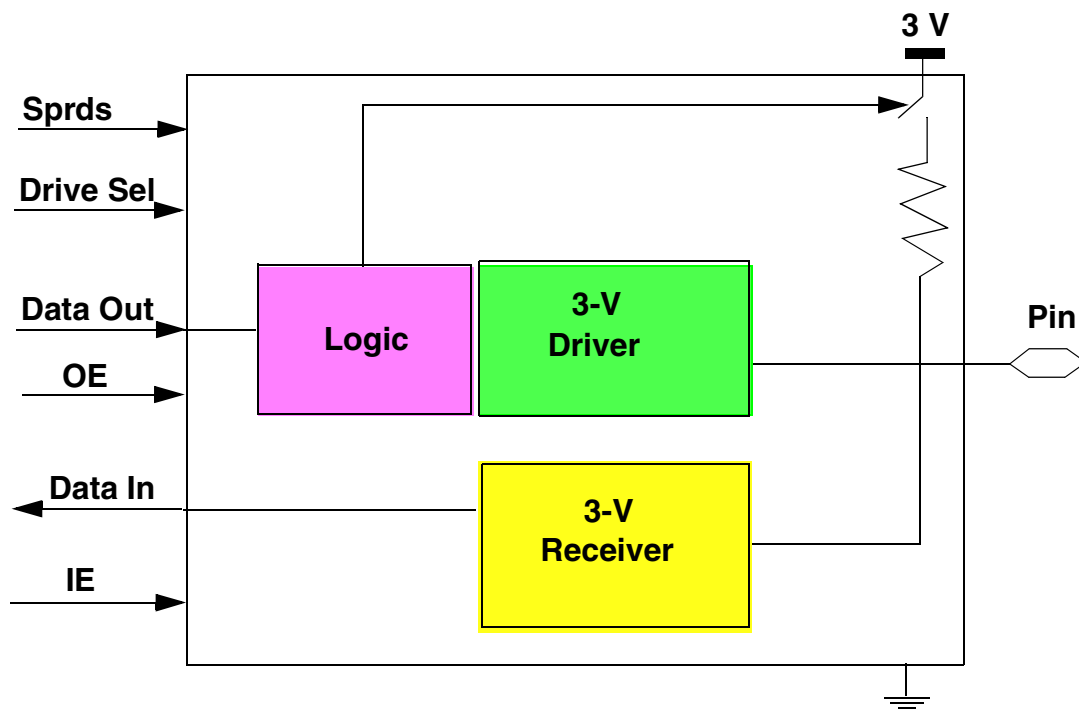 3 V
Sprds
Drive Sel
Data Out
OE
Data In
IE
Logic
3-V
Driver
3-V
Receiver
Pin